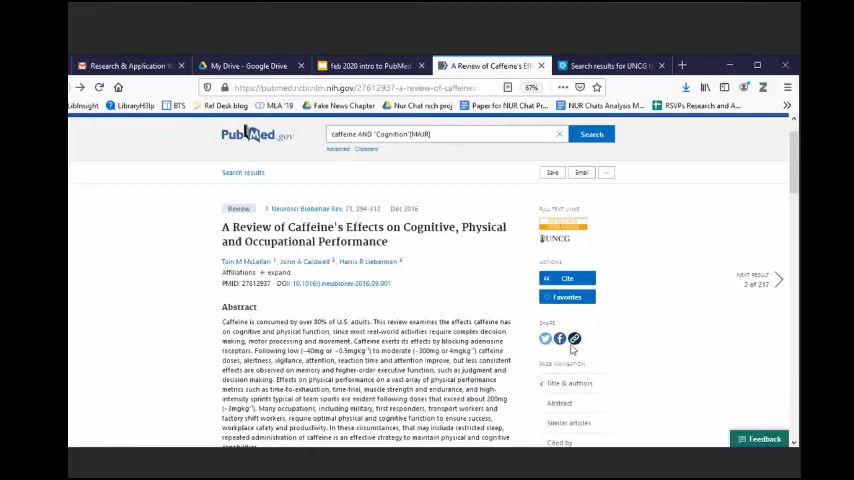 Research & Application
My Drive - Google Drive
feb 2020 intro to PubMed
A Review of Caffeine's Eff
Search results for UNCG
https://pubmed.ncbi.nlm.nih.gov/27612937-a-review-of-caffeines
67%
LibInsight
LibraryH3lp
BTS
Ref Desk blog
MLA '19
Fake News Chapter
Nur Chat rsch proj
Paper for NUR Chat Pr...
NUR Chats Analysis M...
RSVPs Research and A...
PubMed.gov
caffeine AND "Cognition"[MAJR]
Search
Advanced
Clipboard
Search results
Save
Email
...
Review
Neurosci Biobehav Rev, 71, 294-312
Dec 2016
A Review of Caffeine's Effects on Cognitive, Physical
and Occupational Performance
Tom M McLellan 1, John A Caldwell 2, Harris R Lieberman 3
Affiliations + expand
PMID: 27612937 DOI: 10.1016/j.neubiorev.2016.09.001
Abstract
Caffeine is consumed by over 80% of U.S. adults. This review examines the effects caffeine
has on cognitive and physical function, since most real-world activities require complex decision
making, motor processing and movement. Caffeine exerts its effects by blocking adenosine
receptors. Following low (~40mg or ~0.5mgkg-1) to moderate (~300mg or 4mgkg-1) caffeine
doses, alertness, vigilance, attention, reaction time and attention improve, but less consistent
effects are observed on memory and higher-order executive function, such as judgment and
decision making. Effects on physical performance on a vast array of physical performance
metrics such as time-to-exhaustion, time-trial, muscle strength and endurance, and high-
intensity sprints typical of team sports are evident following doses that exceed about 200mg
(~3mgkg-1). Many occupations, including military, first responders, transport workers and
factory shift workers, require optimal physical and cognitive function to ensure success,
workplace safety and productivity. In these circumstances, that may include restricted sleep,
repeated administration of caffeine is an effective strategy to maintain physical and cognitive
capabilities.
FULL TEXT LINKS
UNCG
ACTIONS
Cite
Favorites
SHARE
PAGE NAVIGATION
Title & authors
Abstract
Similar articles
Cited by
NEXT RESULT
2 of 217
Feedback